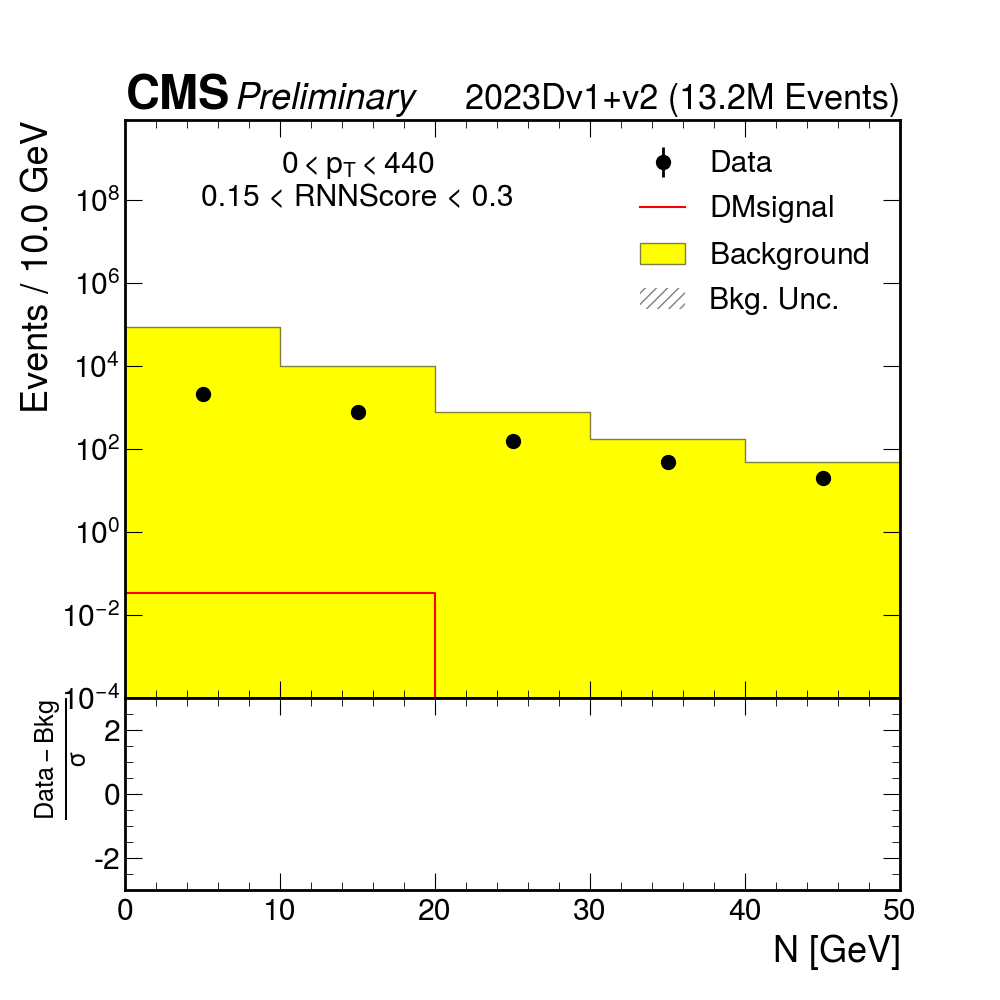 CMS Preliminary 2023Dv1+v2 (13.2M Events)
Events / 10.0 GeV
0 < p_T < 440
0.15 < RNNScore < 0.3
Data
DMsignal
Background
Bkg. Unc.
10^8
10^6
10^4
10^2
10^0
10^−2
10^−4
Data – Bkg
σ
2
0
-2
0 10 20 30 40 50
N [GeV]